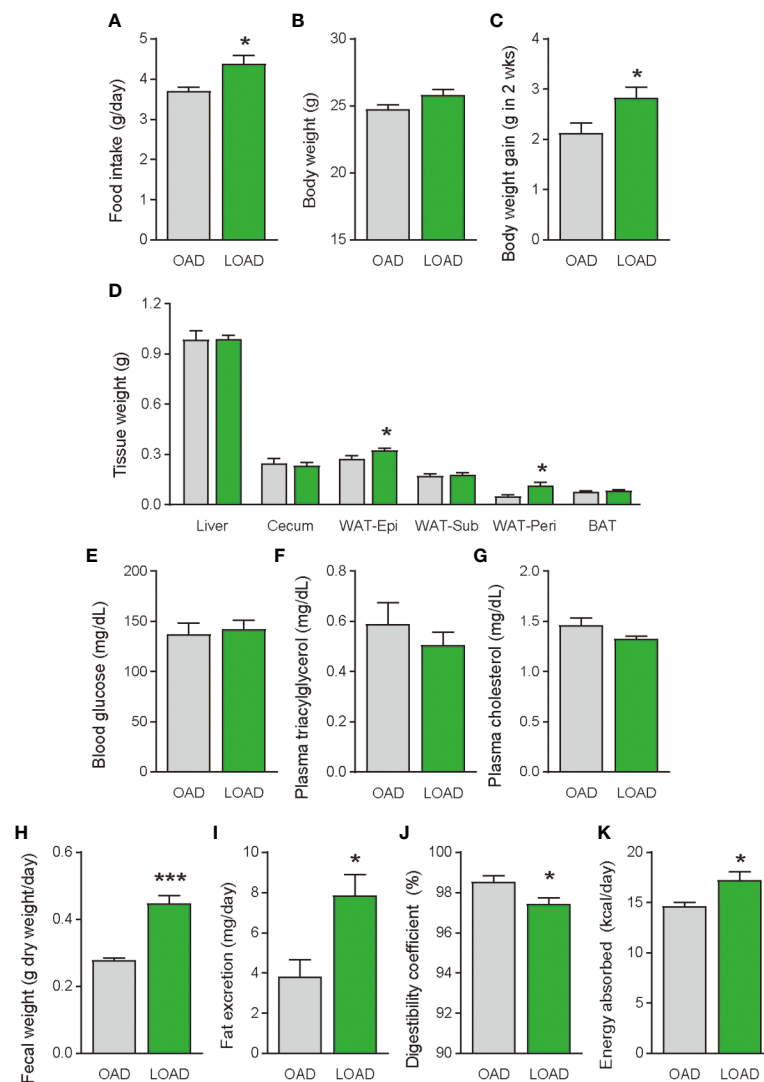 A
B
C
Food intake (g/day)
5
4
3
2
1
0
*
OAD LOAD
Body weight (g)
30
25
20
15
OAD LOAD
Body weight gain (g in 2 wks)
4
3
2
1
0
*
OAD LOAD
D
Tissue weight (g)
1.2
0.9
0.6
0.3
0.0
*
*
Liver Cecum WAT-Epi WAT-Sub WAT-Peri BAT
E
F
G
Blood glucose (mg/dL)
200
150
100
50
0
OAD LOAD
Plasma triacylglycerol (mg/dL)
0.8
0.6
0.4
0.2
0.0
OAD LOAD
Plasma cholesterol (mg/dL)
2.0
1.5
1.0
0.5
0.0
OAD LOAD
H
I
J
K
Fecal weight (g dry weight/day)
0.6
0.4
0.2
0.0
***
OAD LOAD
Fat excretion (mg/day)
10
8
6
4
2
0
*
OAD LOAD
Digestibility coefficient (%)
100
98
96
94
92
90
*
OAD LOAD
Energy absorbed (kcal/day)
20
15
10
5
0
*
OAD LOAD